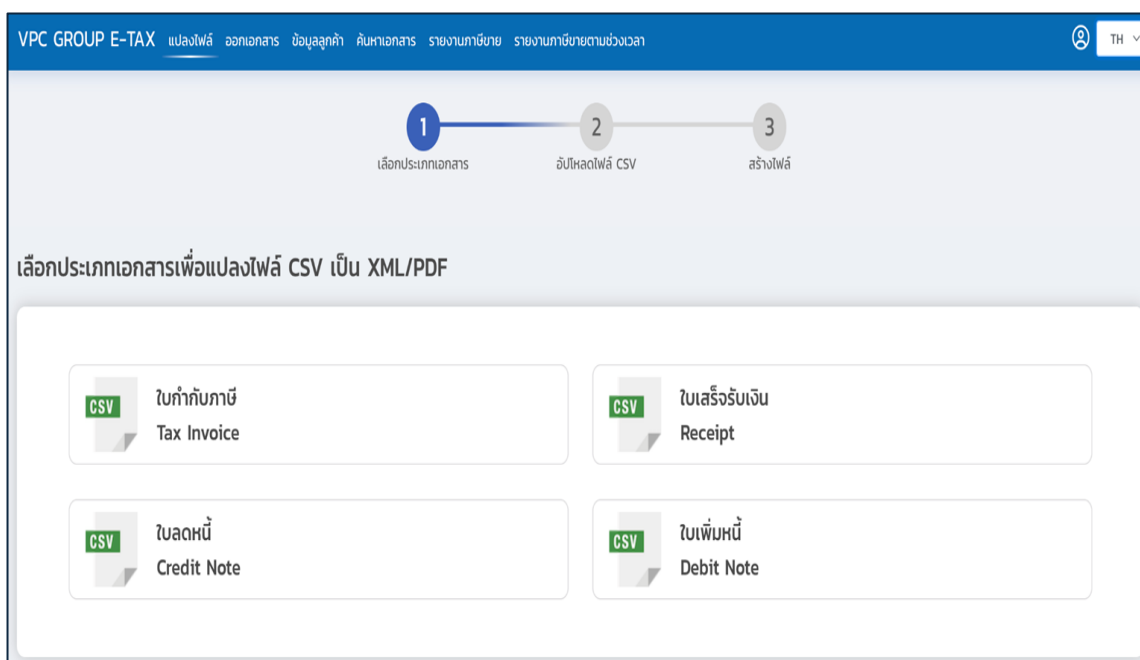 VPC GROUP E-TAX แปลงไฟล์ ออกเอกสาร ข้อมูลลูกค้า ค้นหาเอกสาร รายงานภาษีขาย รายงานภาษีขายตามช่วงเวลา TH
1 2 3
เลือกประเภทเอกสาร อัปโหลดไฟล์ CSV สร้างไฟล์
เลือกประเภทเอกสารเพื่อแปลงไฟล์ CSV เป็น XML/PDF
CSV
ใบกำกับภาษี
Tax Invoice
CSV
ใบเสร็จรับเงิน
Receipt
CSV
ใบลดหนี้
Credit Note
CSV
ใบเพิ่มหนี้
Debit Note